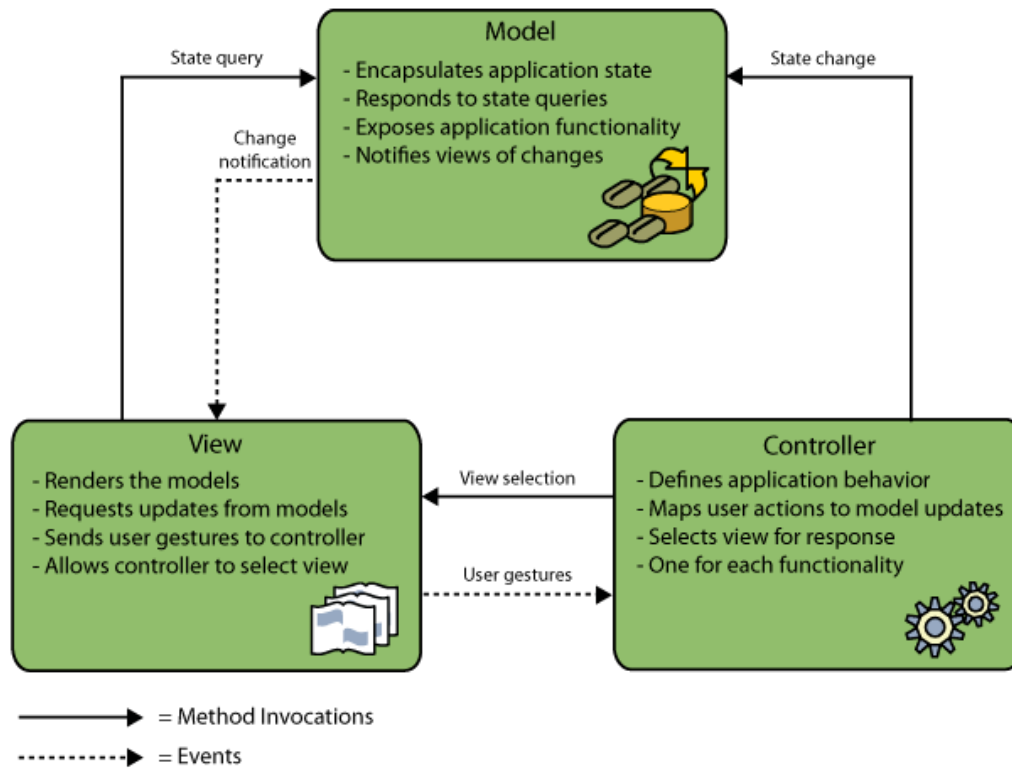 Model
- Encapsulates application state
- Responds to state queries
- Exposes application functionality
- Notifies views of changes
State query
State change
Change
notification
View
- Renders the models
- Requests updates from models
- Sends user gestures to controller
- Allows controller to select view
View selection
User gestures
Controller
- Defines application behavior
- Maps user actions to model updates
- Selects view for response
- One for each functionality
= Method Invocations
= Events